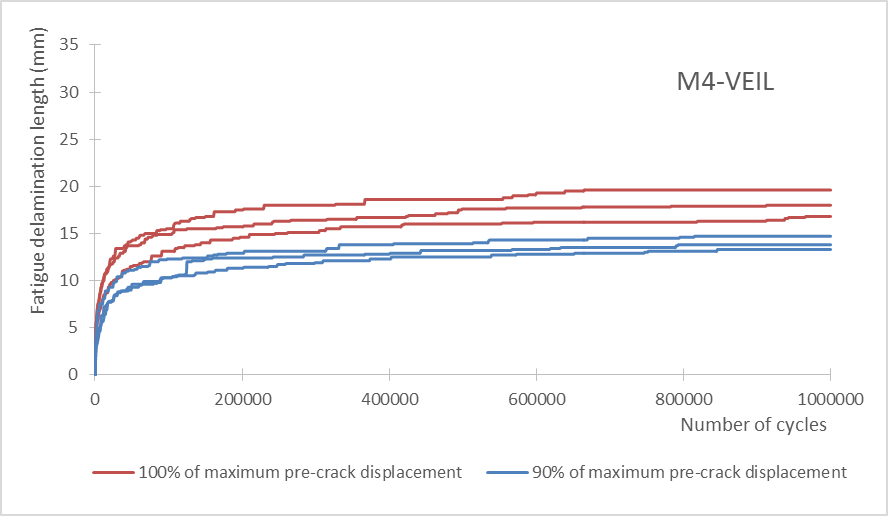 M4-VEIL
Fatigue delamination length (mm)
35
30
25
20
15
10
5
0
0 200000 400000 600000 800000 1000000
Number of cycles
100% of maximum pre-crack displacement 90% of maximum pre-crack displacement